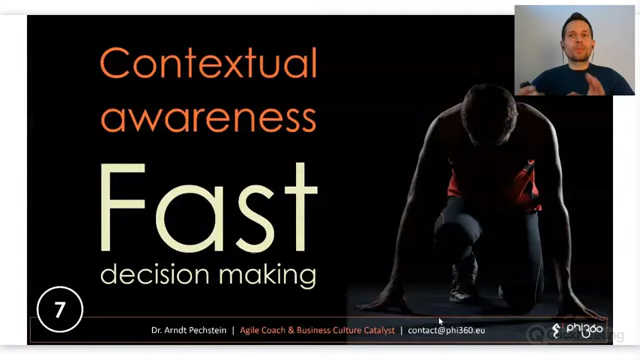 Contextual
awareness
Fast
decision making
7
Dr. Arndt Pechstein | Agile Coach & Business Culture Catalyst | contact@phi360.eu
phi360